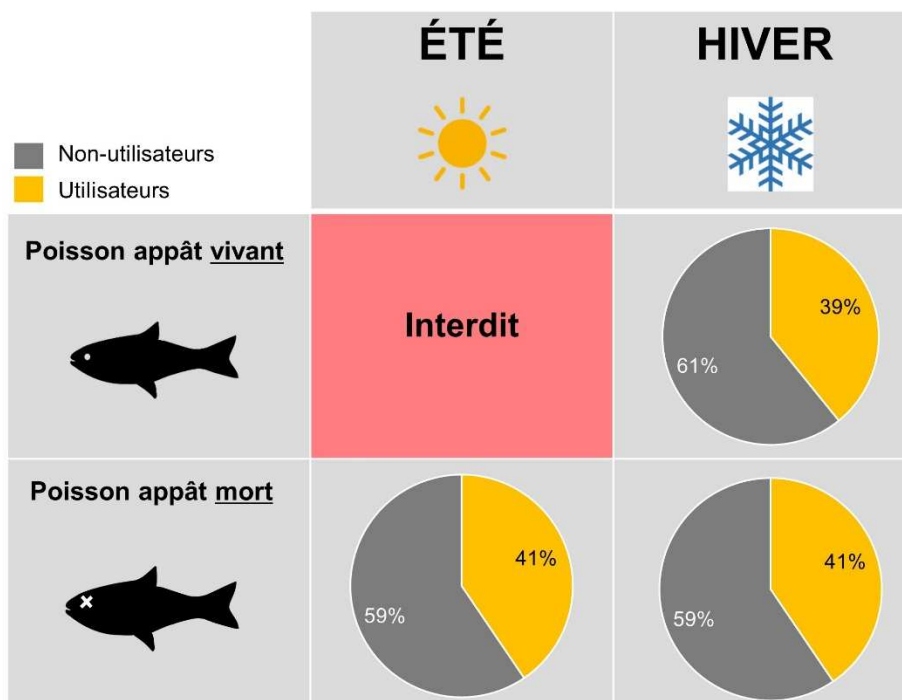 ÉTÉ
HIVER
Non-utilisateurs
Utilisateurs
Poisson appât vivant
Interdit
39%
61%
Poisson appât mort
41%
59%
41%
59%